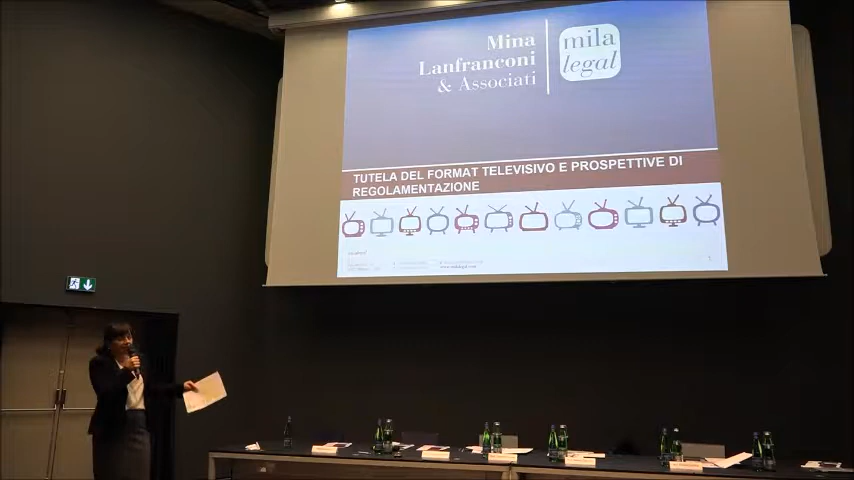 Mina
Lanfranconi
& Associati
mila
legal
TUTELA DEL FORMAT TELEVISIVO E PROSPETTIVE DI
REGOLAMENTAZIONE